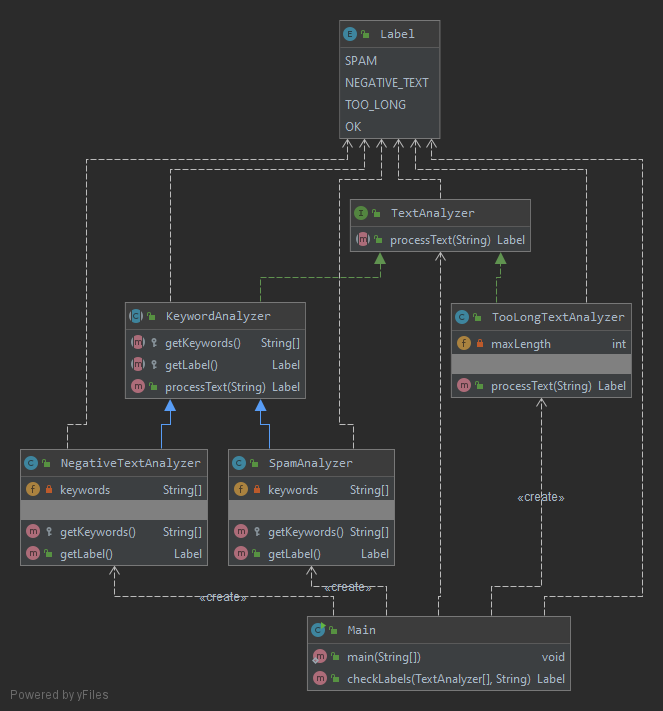 Label
SPAM
NEGATIVE_TEXT
TOO_LONG
OK
TextAnalyzer
processText(String) Label
KeywordAnalyzer
getKeywords() String[]
getLabel() Label
processText(String) Label
TooLongTextAnalyzer
maxLength int
processText(String) Label
NegativeTextAnalyzer
keywords String[]
getKeywords() String[]
getLabel() Label
SpamAnalyzer
keywords String[]
getKeywords() String[]
getLabel() Label
«create»
«create»
«create»
Main
main(String[]) void
checkLabels(TextAnalyzer[], String) Label
Powered by yFiles